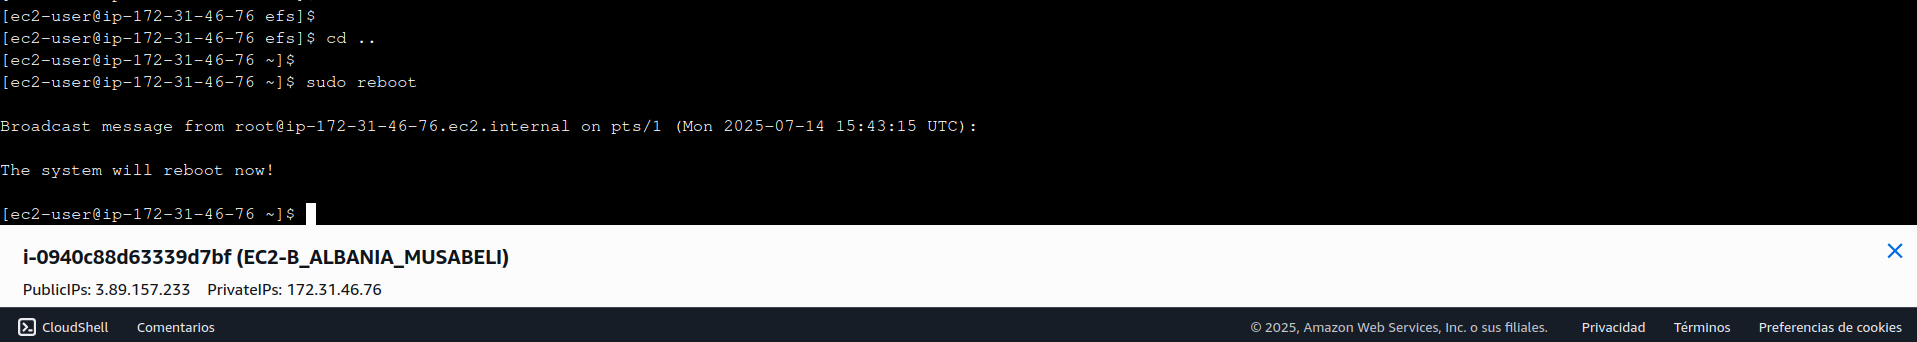 [ec2-user@ip-172-31-46-76 efs]$
[ec2-user@ip-172-31-46-76 efs]$ cd ..
[ec2-user@ip-172-31-46-76 ~]$
[ec2-user@ip-172-31-46-76 ~]$ sudo reboot
Broadcast message from root@ip-172-31-46-76.ec2.internal on pts/1 (Mon 2025-07-14 15:43:15 UTC):
The system will reboot now!
[ec2-user@ip-172-31-46-76 ~]$
i-0940c88d63339d7bf (EC2-B_ALBANIA_MUSABELI)
PublicIPs: 3.89.157.233 PrivateIPs: 172.31.46.76
CloudShell Comentarios © 2025, Amazon Web Services, Inc. o sus filiales. Privacidad Términos Preferencias de cookies